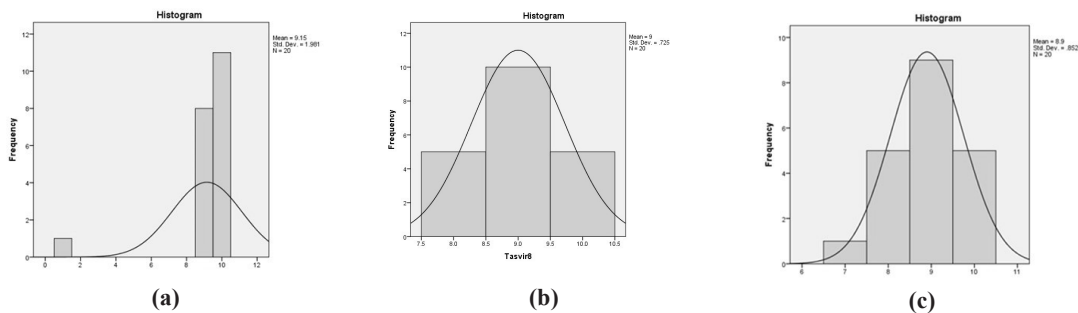 Histogram
Mean = 9.15
Std. Dev. = 1.981
N = 20
Frequency
12
10
8
6
4
2
0
0 2 4 6 8 10 12
(a)
Histogram
Mean = 9
Std. Dev. = .725
N = 20
Frequency
12
10
8
6
4
2
0
7.5 8.0 8.5 9.0 9.5 10.0 10.5
Tasvir8
(b)
Histogram
Mean = 8.9
Std. Dev. = .852
N = 20
Frequency
10
8
6
4
2
0
6 7 8 9 10 11
(c)